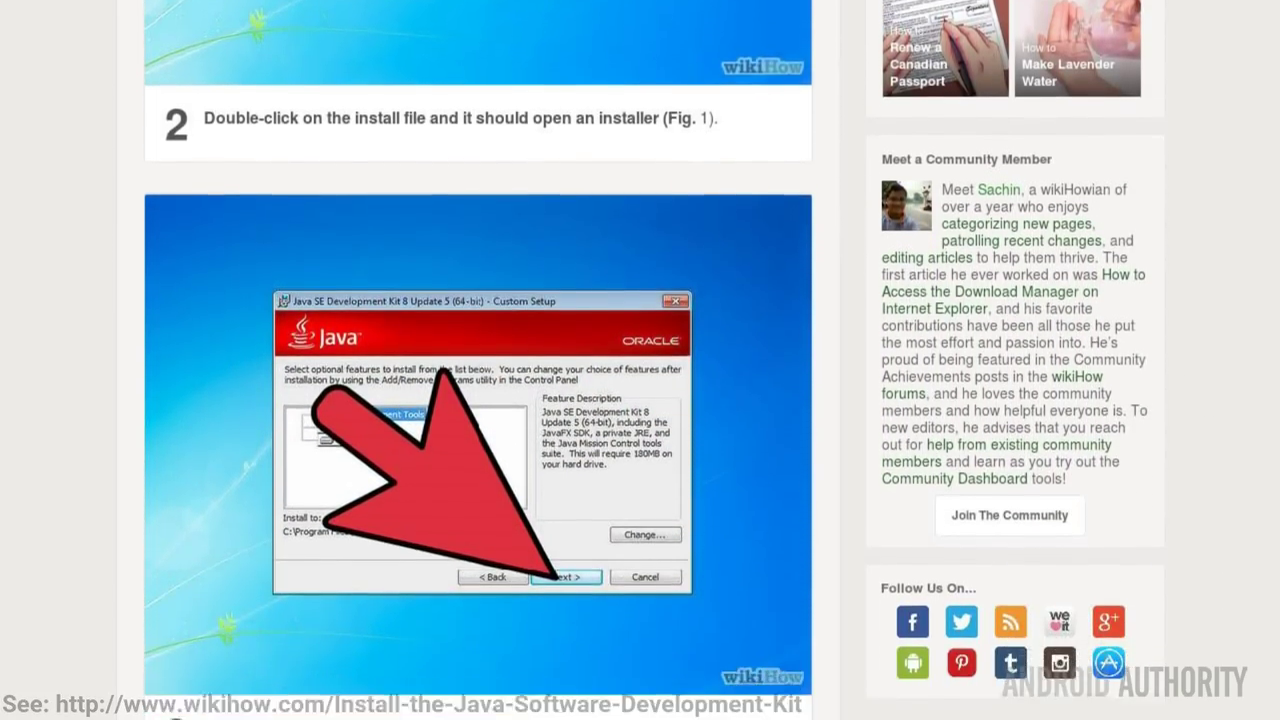 wikiHow
2 Double-click on the install file and it should open an installer (Fig. 1).
Java SE Development Kit 8 Update 5 (64-bit) - Custom Setup
Java
ORACLE
Select optional features to install from the list below. You can change your choice of features after
installation by using the Add/Remove Programs utility in the Control Panel
Feature Description
Java SE Development Kit 8
Update 5 (64-bit), including the
JavaFX SDK, a private JRE, and
the Java Mission Control tools
suite. This will require 180MB on
your hard drive.
Install to:
Change...
< Back
Next >
Cancel
wikiHow
How to
Renew a
Canadian
Passport
How to
Make Lavender
Water
Meet a Community Member
Meet Sachin, a wikiHowian of
over a year who enjoys
categorizing new pages,
patrolling recent changes, and
editing articles to help them thrive. The
first article he ever worked on was How to
Access the Download Manager on
Internet Explorer, and his favorite
contributions have been all those he put
the most effort and passion into. He's
proud of being featured in the Community
Achievements posts in the wikiHow
forums, and he loves the community
members and how helpful everyone is. To
new editors, he advises that you reach
out for help from existing community
members and learn as you try out the
Community Dashboard tools!
Join The Community
Follow Us On...
we
it
g+
ANDROID AUTHORITY
See: http://www.wikihow.com/Install-the-Java-Software-Development-Kit